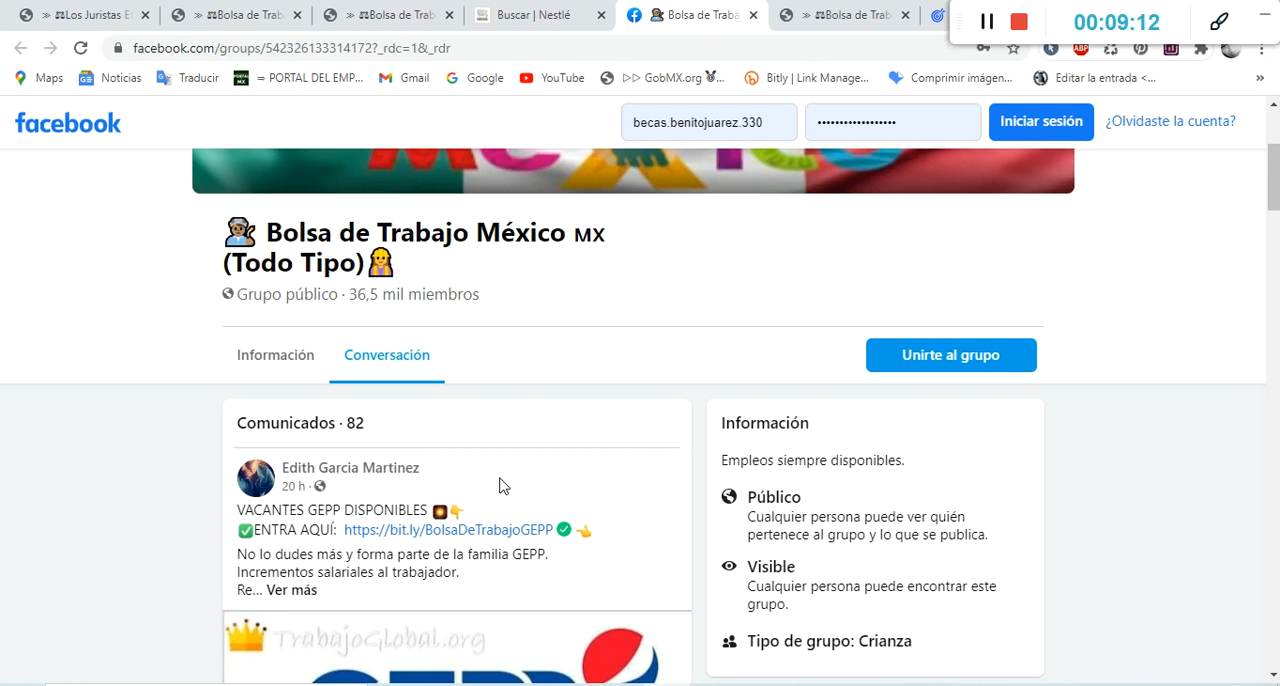 » ⚖Los Juristas Et
» ⚖Bolsa de Trab
» ⚖Bolsa de Trab
Buscar | Nestlé
Bolsa de Traba
» ⚖Bolsa de Trab
00:09:12
facebook.com/groups/542326133314172?_rdc=1&_rdr
ABP
Maps
Noticias
Traducir
= PORTAL DEL EMP...
Gmail
Google
YouTube
▷▷ GobMX.org
Bitly | Link Manage...
Comprimir imágen...
Editar la entrada <...
»
facebook
becas.benitojuarez.330
••••••••••••••••••
Iniciar sesión
¿Olvidaste la cuenta?
MÉXICO
Bolsa de Trabajo México MX
(Todo Tipo)
Grupo público · 36,5 mil miembros
Información
Conversación
Unirte al grupo
Comunicados · 82
Edith Garcia Martinez
20 h ·
VACANTES GEPP DISPONIBLES
✅ENTRA AQUÍ: https://bit.ly/BolsaDeTrabajoGEPP
No lo dudes más y forma parte de la familia GEPP.
Incrementos salariales al trabajador.
Re... Ver más
TrabajoGlobal.org
GEPP
Información
Empleos siempre disponibles.
Público
Cualquier persona puede ver quién
pertenece al grupo y lo que se publica.
Visible
Cualquier persona puede encontrar este
grupo.
Tipo de grupo: Crianza